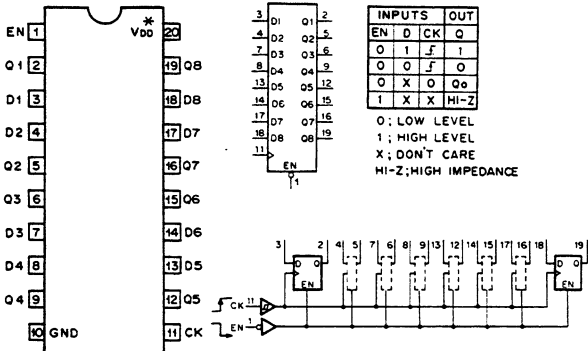 EN 1 * VDD 20
Q1 2 19 Q8
D1 3 18 D8
D2 4 17 D7
Q2 5 16 Q7
Q3 6 15 Q6
D3 7 14 D6
D4 8 13 D5
Q4 9 12 Q5
10 GND 11 CK
3 D1 Q1 2
4 D2 Q2 5
7 D3 Q3 6
8 D4 Q4 9
13 D5 Q5 12
14 D6 Q6 15
17 D7 Q7 16
18 D8 Q8 19
11
EN
1
INPUTS OUT
EN D CK Q
0 1 1
0 0 0
0 X 0 Qo
1 X X HI-Z
0; LOW LEVEL
1; HIGH LEVEL
X; DON'T CARE
HI-Z;HIGH IMPEDANCE
3 2 4 5 7 6 8 9 13 12 14 15 17 16 18 19
EN EN
CK 11
EN 1